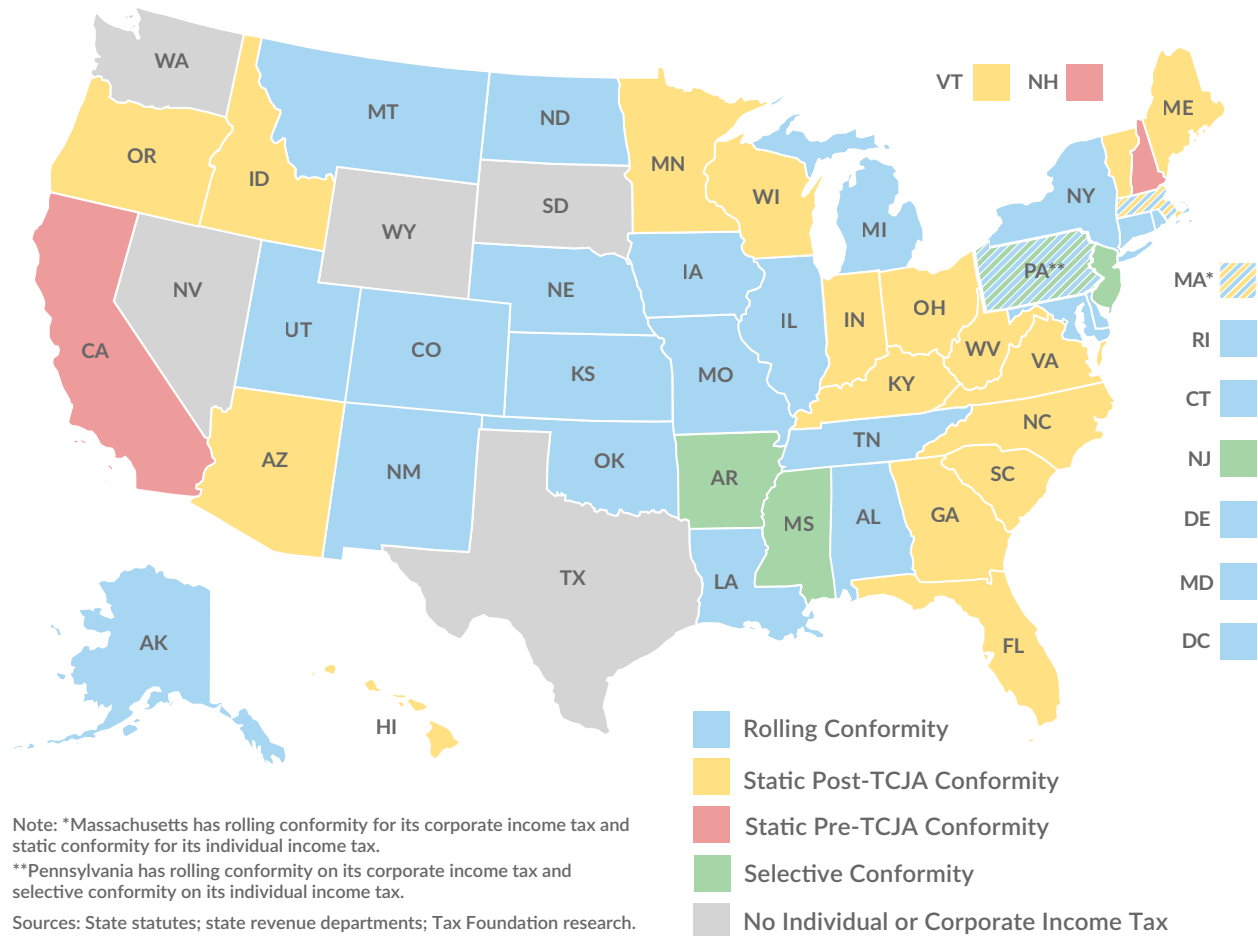 WA
VT
NH
ME
MT
ND
OR
MN
ID
WI
NY
SD
WY
MI
IA
PA**
MA*
NE
NV
IL
OH
IN
UT
RI
CO
WV
CA
VA
KS
MO
KY
CT
NC
TN
AZ
OK
NJ
NM
SC
AR
GA
AL
MS
DE
TX
LA
MD
AK
DC
FL
HI
Rolling Conformity
Static Post-TCJA Conformity
Static Pre-TCJA Conformity
Selective Conformity
No Individual or Corporate Income Tax
Note: *Massachusetts has rolling conformity for its corporate income tax and
static conformity for its individual income tax.
**Pennsylvania has rolling conformity on its corporate income tax and
selective conformity on its individual income tax.
Sources: State statutes; state revenue departments; Tax Foundation research.